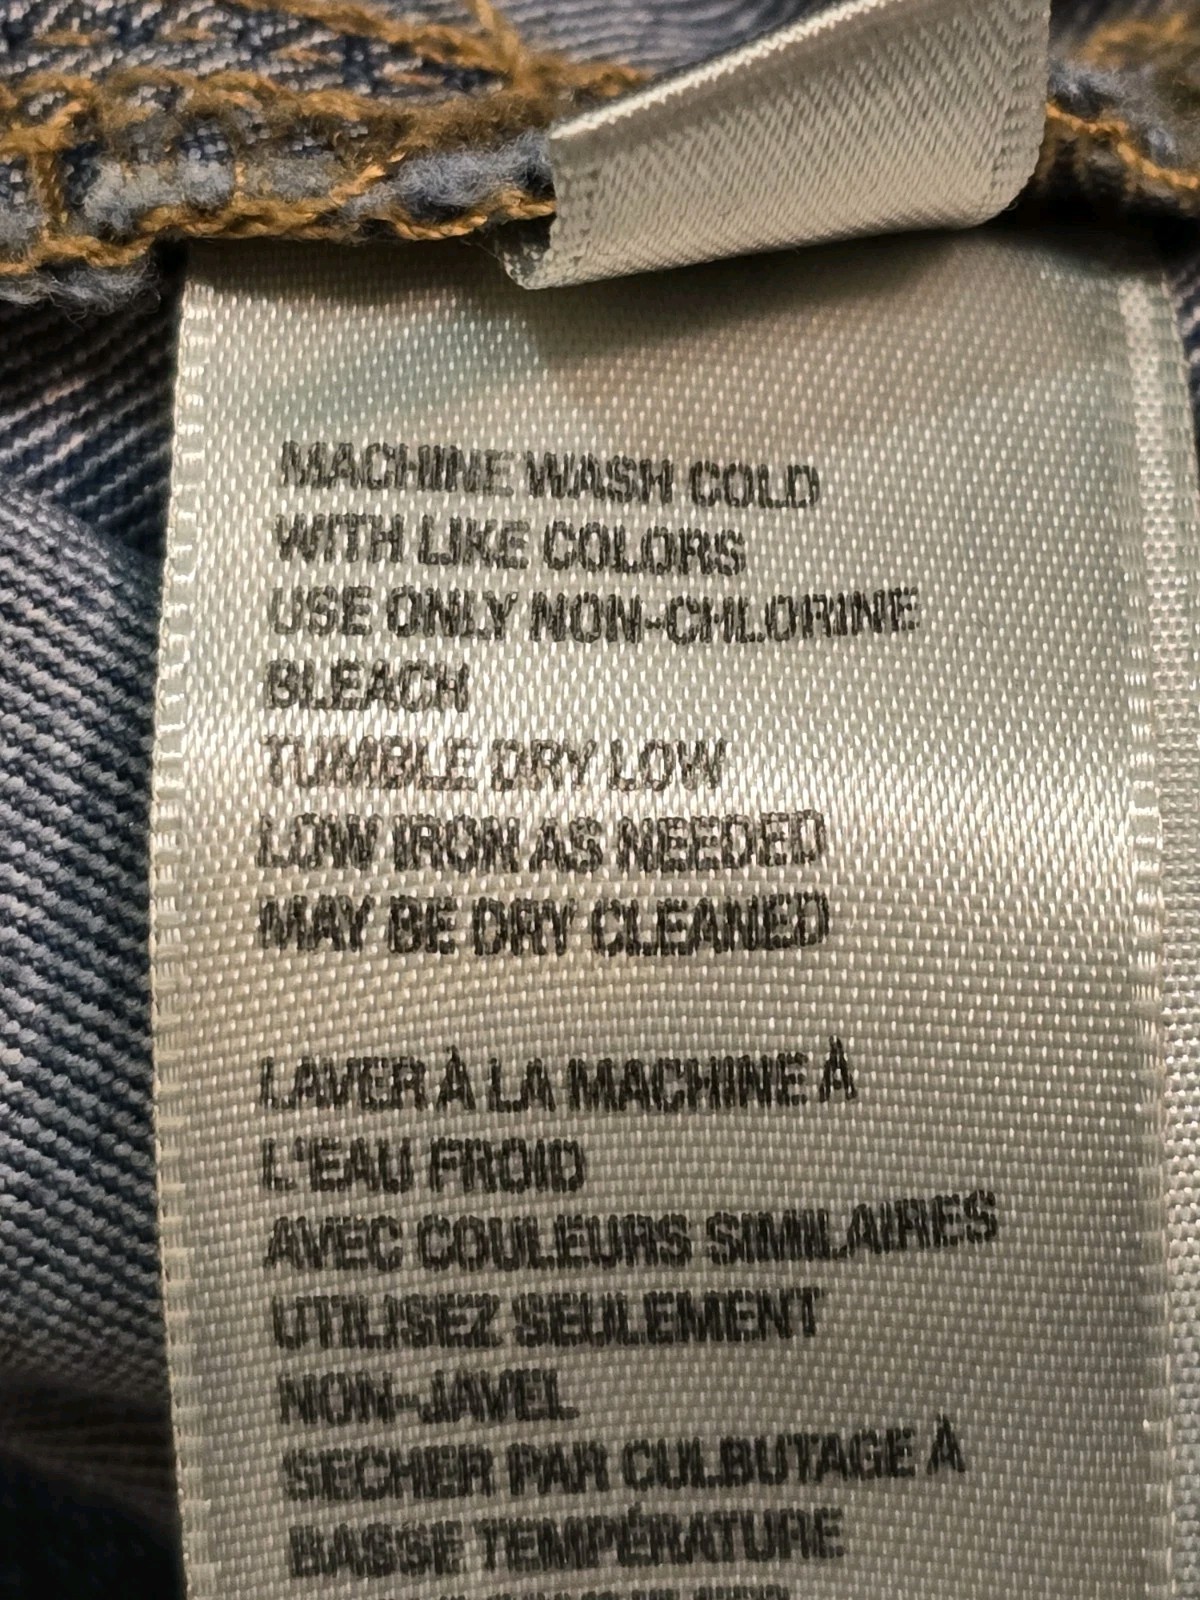 MACHINE WASH COLD
WITH LIKE COLORS
USE ONLY NON-CHLORINE
BLEACH
TUMBLE DRY LOW
LOW IRON AS NEEDED
MAY BE DRY CLEANED
LAVER À LA MACHINE À
L'EAU FROID
AVEC COULEURS SIMILAIRES
UTILISEZ SEULEMENT
NON-JAVEL
SECHER PAR CULBUTAGE À
BASSE TEMPÉRATURE